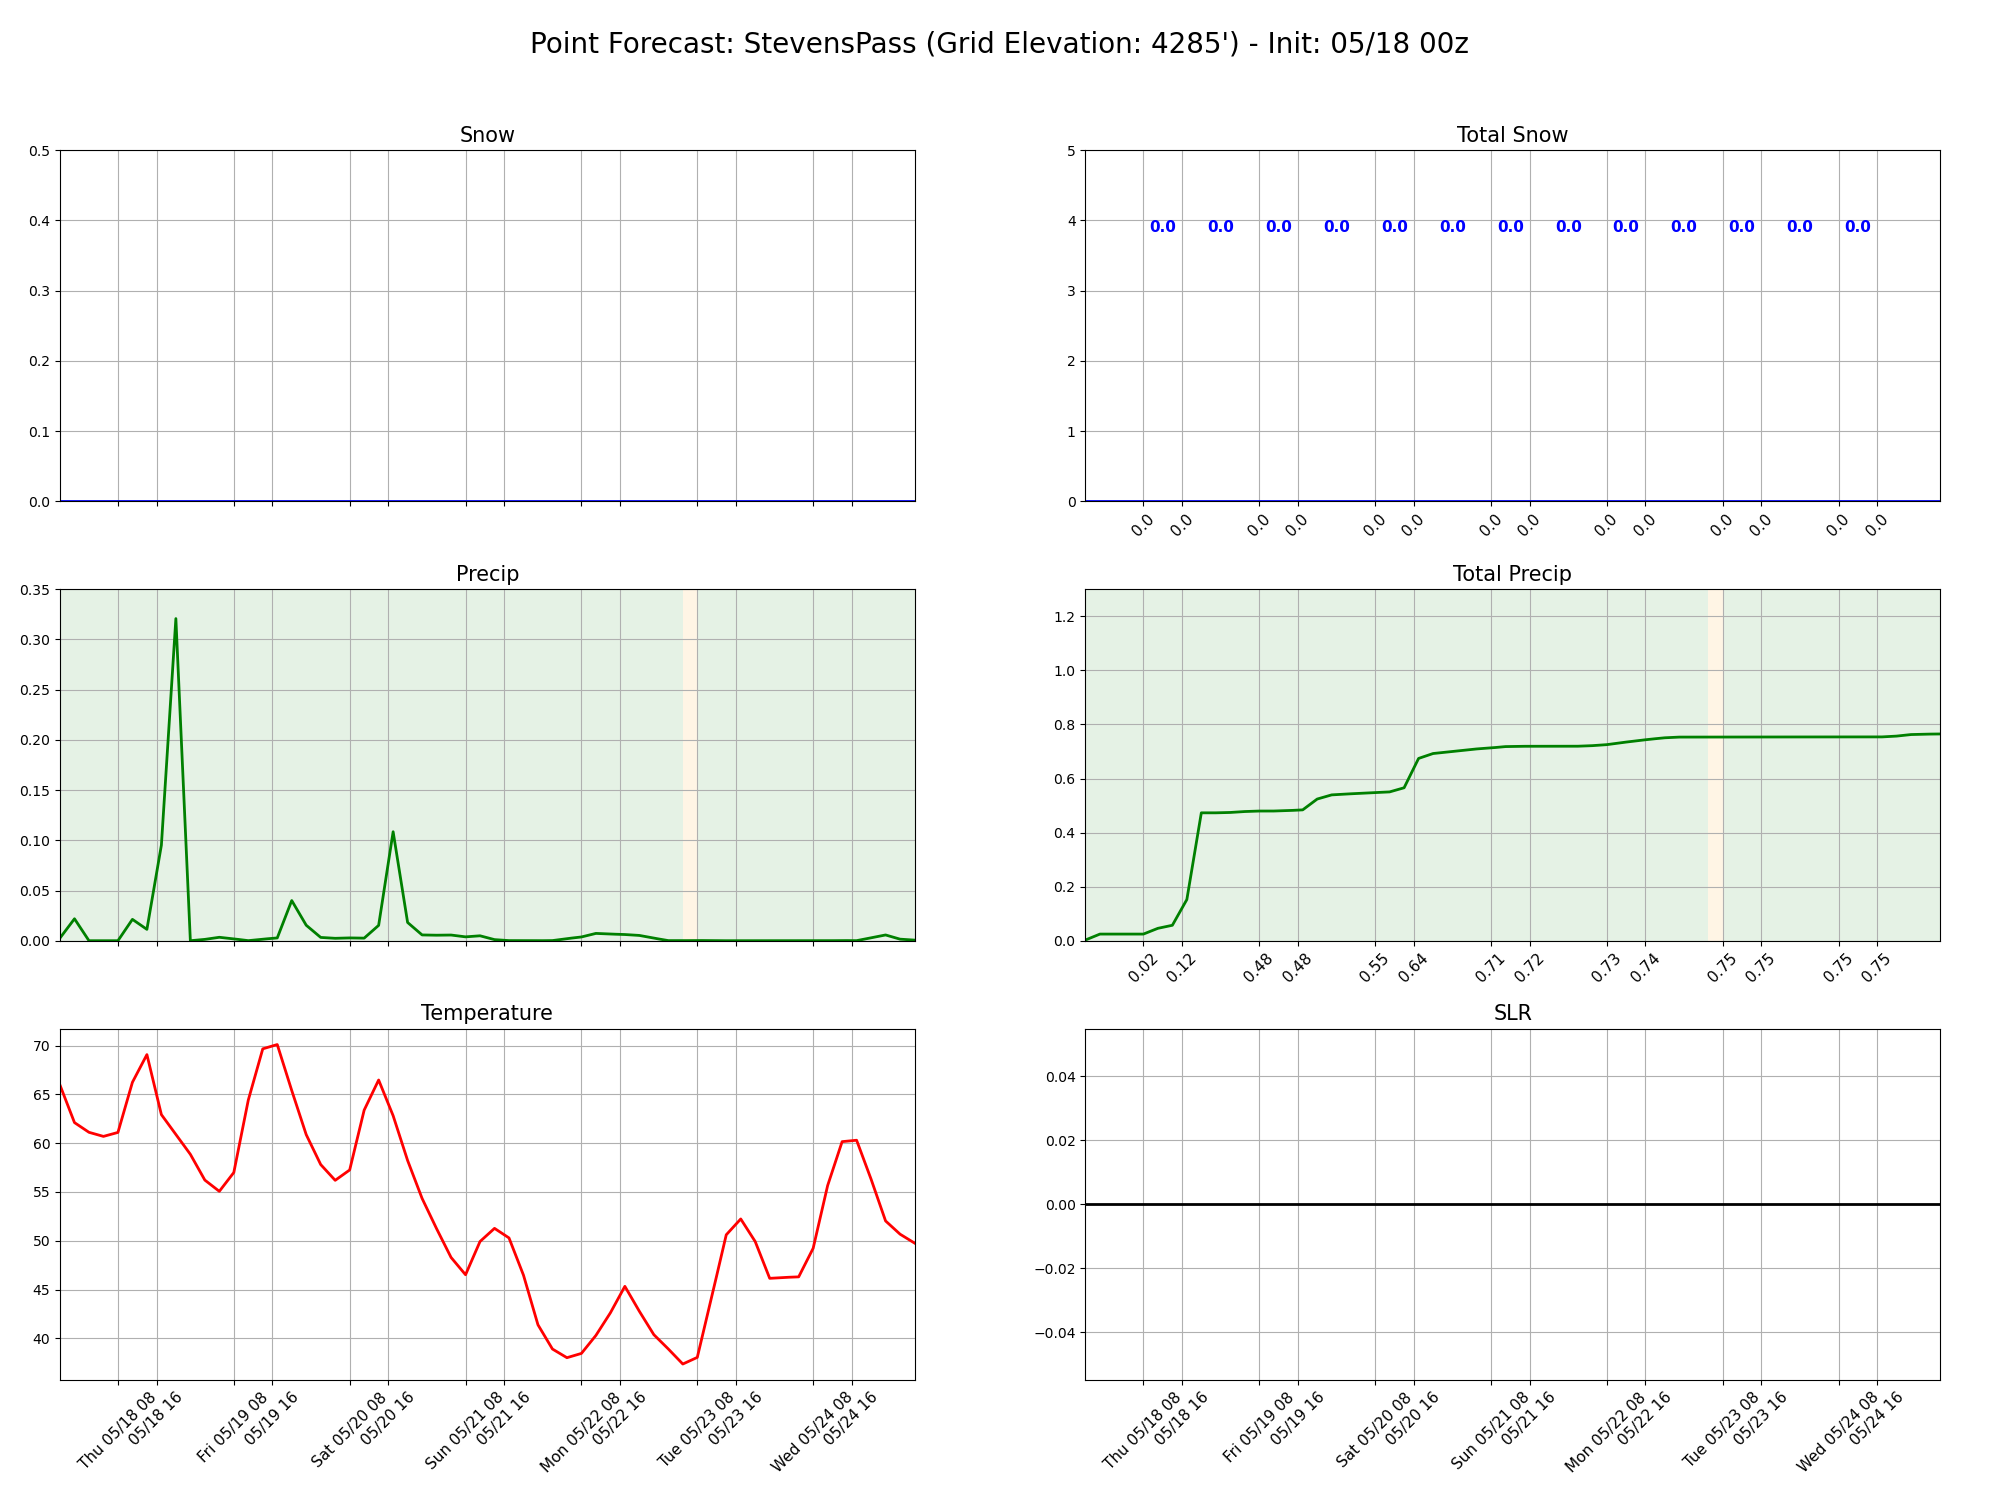 Point Forecast: StevensPass (Grid Elevation: 4285') - Init: 05/18 00z
Snow
0.5
0.4
0.3
0.2
0.1
0.0
Total Snow
5
4
3
2
1
0
0.0 0.0 0.0 0.0 0.0 0.0 0.0 0.0 0.0 0.0 0.0 0.0 0.0
0.0 0.0 0.0 0.0 0.0 0.0 0.0 0.0 0.0 0.0 0.0 0.0 0.0 0.0
Precip
0.35
0.30
0.25
0.20
0.15
0.10
0.05
0.00
Total Precip
1.2
1.0
0.8
0.6
0.4
0.2
0.0
0.02 0.12 0.48 0.48 0.55 0.64 0.71 0.72 0.73 0.74 0.75 0.75 0.75 0.75
Temperature
70
65
60
55
50
45
40
Thu 05/18 08
05/18 16
Fri 05/19 08
05/19 16
Sat 05/20 08
05/20 16
Sun 05/21 08
05/21 16
Mon 05/22 08
05/22 16
Tue 05/23 08
05/23 16
Wed 05/24 08
05/24 16
SLR
0.04
0.02
0.00
−0.02
−0.04
Thu 05/18 08
05/18 16
Fri 05/19 08
05/19 16
Sat 05/20 08
05/20 16
Sun 05/21 08
05/21 16
Mon 05/22 08
05/22 16
Tue 05/23 08
05/23 16
Wed 05/24 08
05/24 16